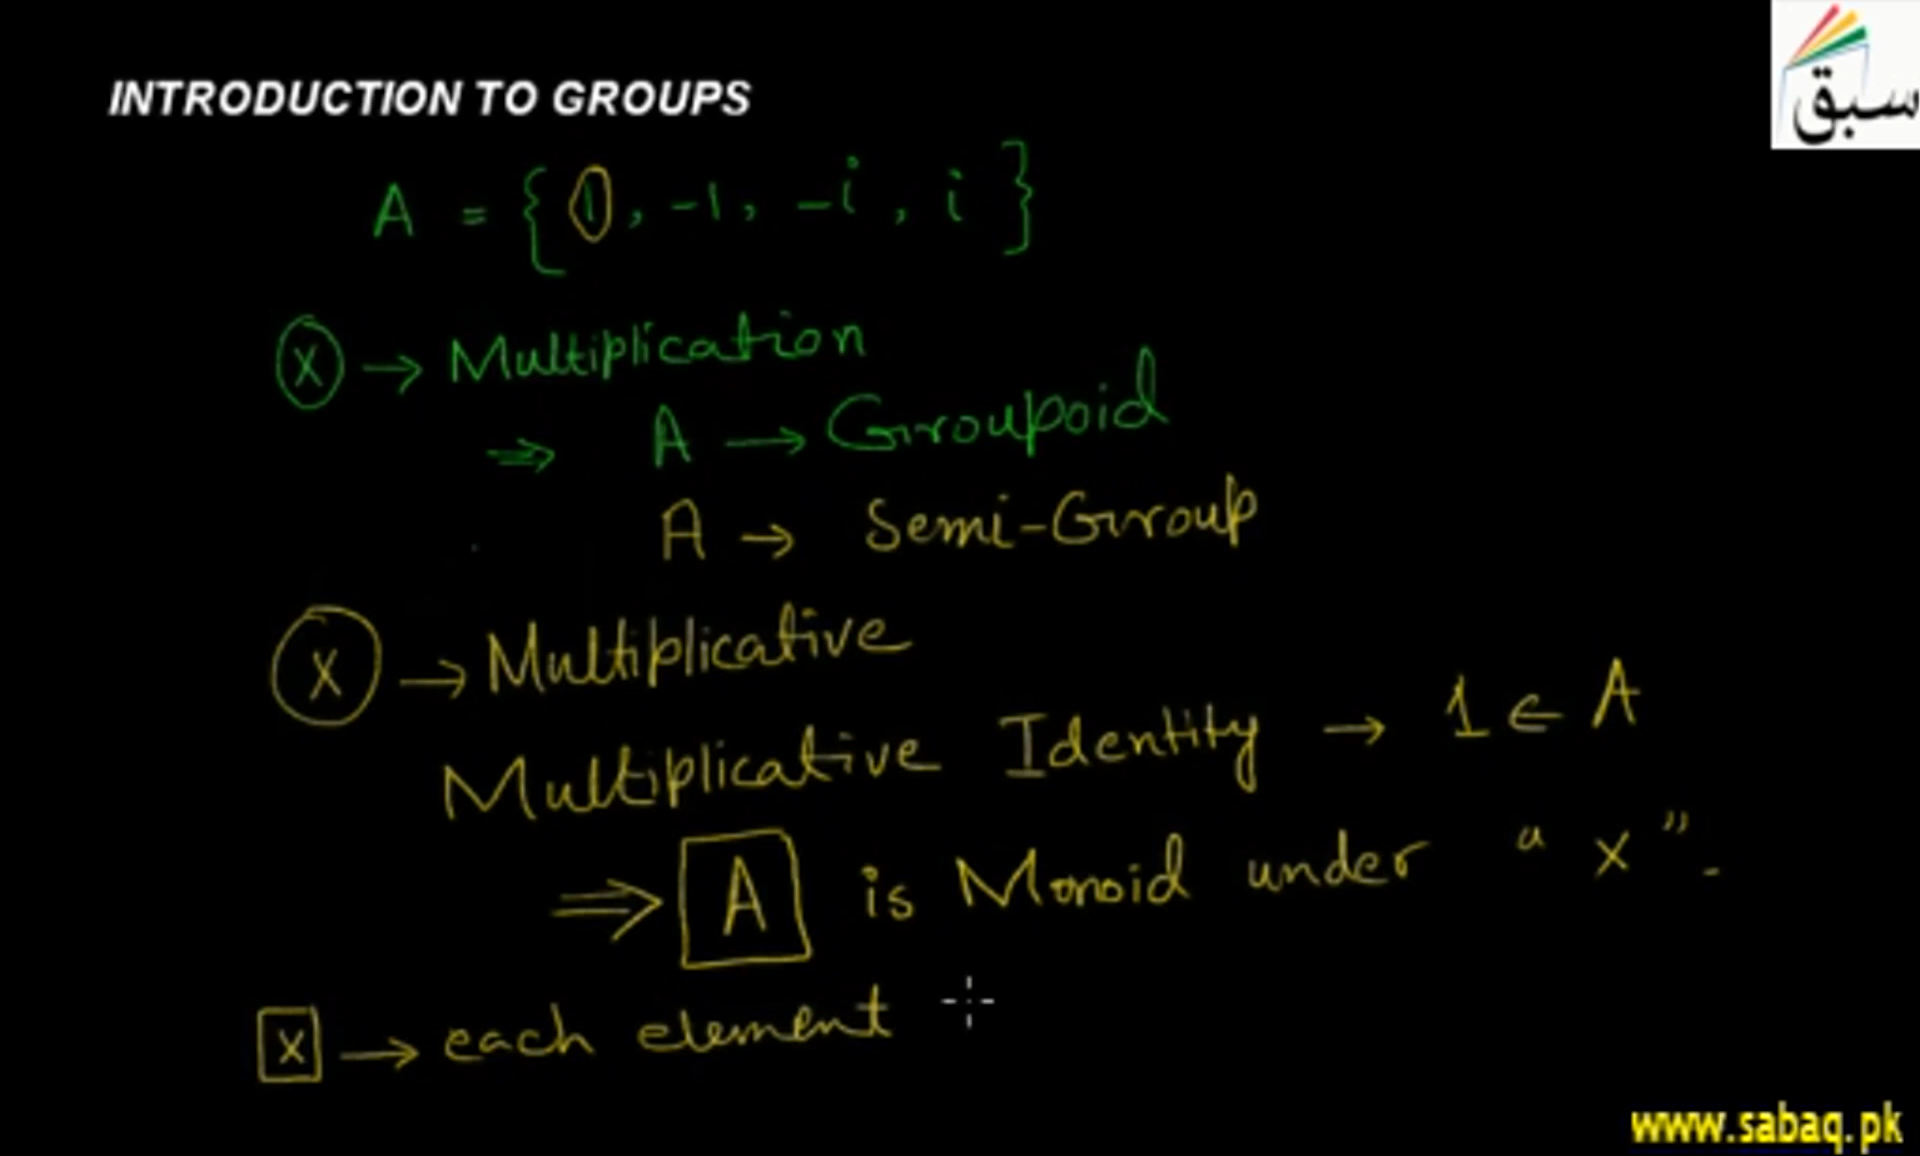 سبق
INTRODUCTION TO GROUPS
A = { 1, -1, -i, i }
X → Multiplication
⇒ A → Groupoid
A → Semi-Group
X → Multiplicative
Multiplicative Identity → 1 ∈ A
⇒ A is Monoid under " x ".
X → each element
www.sabaq.pk